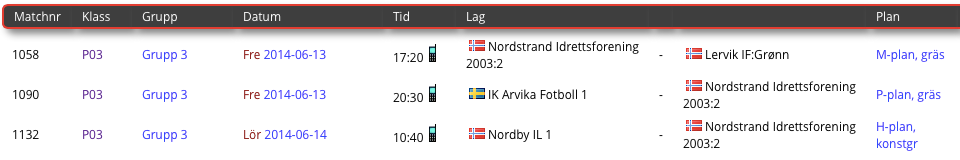 Matchnr Klass Grupp Datum Tid Lag Plan
1058 P03 Grupp 3 Fre 2014-06-13 17:20 Nordstrand Idrettsforening 2003:2 - Lervik IF:Grønn M-plan, gräs
1090 P03 Grupp 3 Fre 2014-06-13 20:30 IK Arvika Fotboll 1 - Nordstrand Idrettsforening 2003:2 P-plan, gräs
1132 P03 Grupp 3 Lör 2014-06-14 10:40 Nordby IL 1 - Nordstrand Idrettsforening 2003:2 H-plan, konstgr